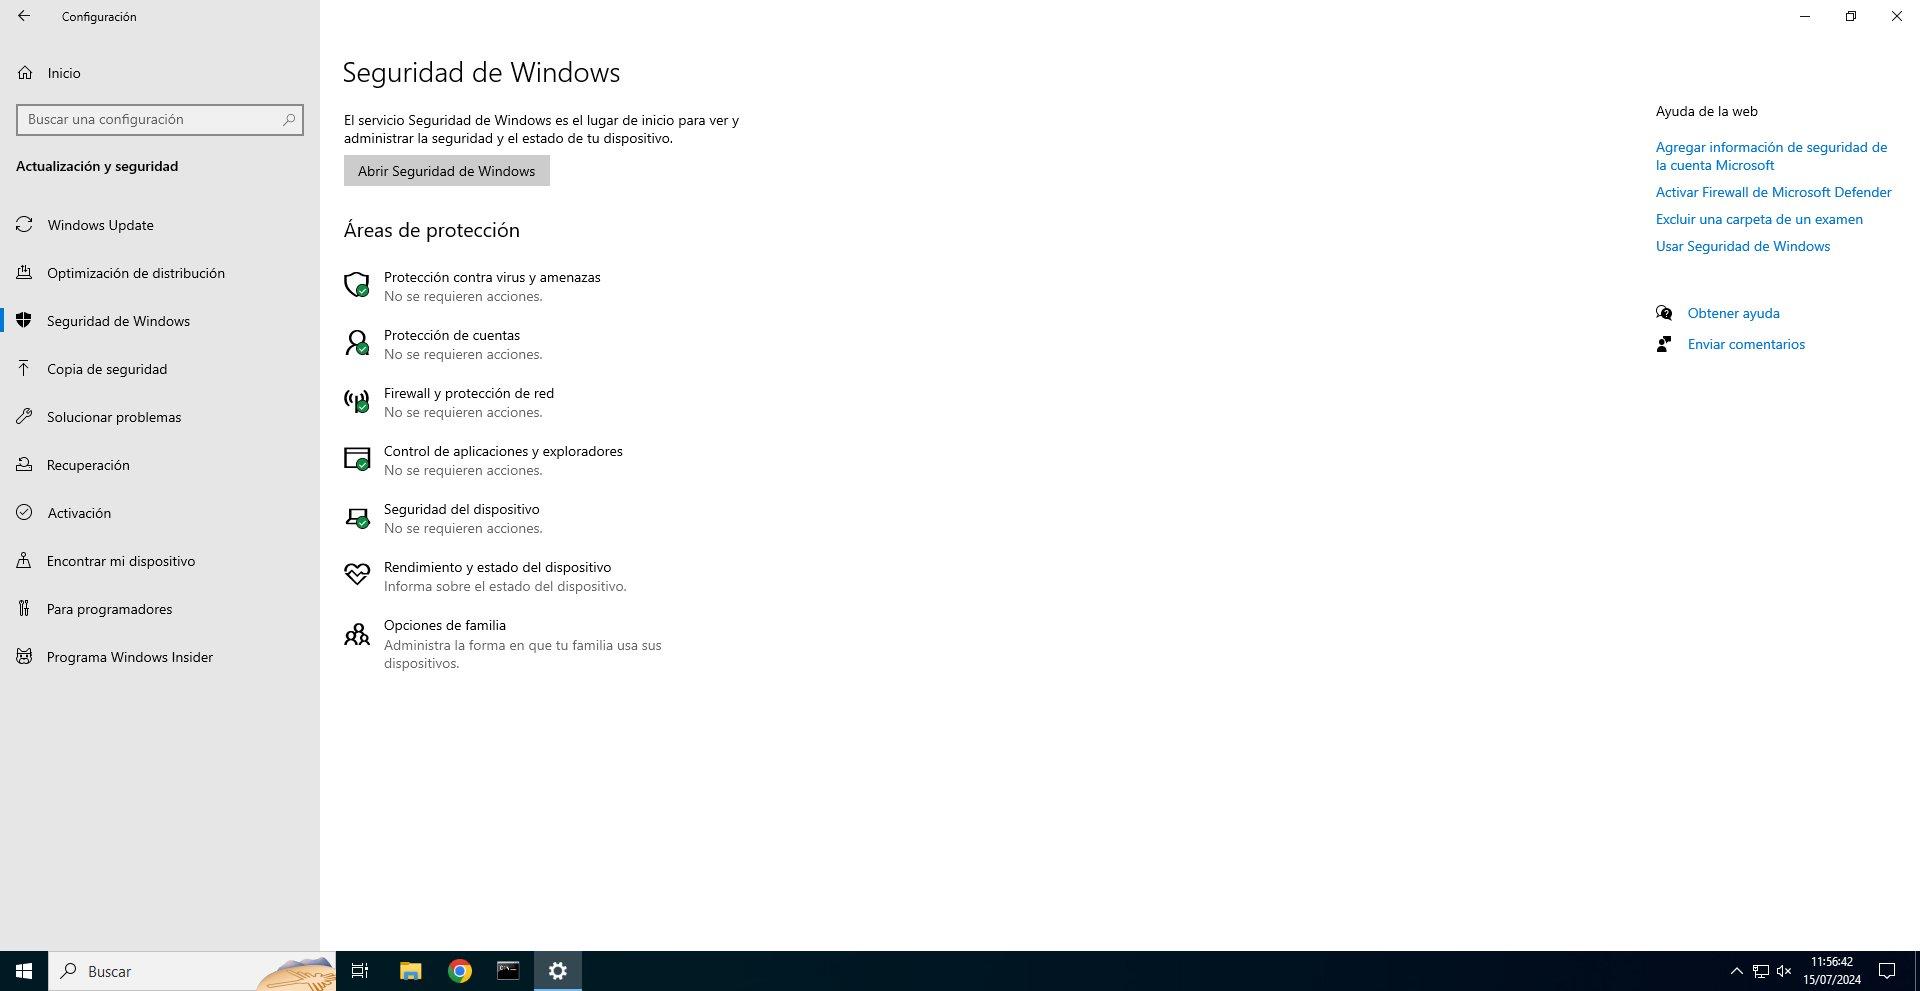 Configuración
Inicio
Buscar una configuración
Actualización y seguridad
Windows Update
Optimización de distribución
Seguridad de Windows
Copia de seguridad
Solucionar problemas
Recuperación
Activación
Encontrar mi dispositivo
Para programadores
Programa Windows Insider
Seguridad de Windows
El servicio Seguridad de Windows es el lugar de inicio para ver y
administrar la seguridad y el estado de tu dispositivo.
Abrir Seguridad de Windows
Áreas de protección
Protección contra virus y amenazas
No se requieren acciones.
Protección de cuentas
No se requieren acciones.
Firewall y protección de red
No se requieren acciones.
Control de aplicaciones y exploradores
No se requieren acciones.
Seguridad del dispositivo
No se requieren acciones.
Rendimiento y estado del dispositivo
Informa sobre el estado del dispositivo.
Opciones de familia
Administra la forma en que tu familia usa sus
dispositivos.
Ayuda de la web
Agregar información de seguridad de
la cuenta Microsoft
Activar Firewall de Microsoft Defender
Excluir una carpeta de un examen
Usar Seguridad de Windows
Obtener ayuda
Enviar comentarios
Buscar
11:56:42
15/07/2024